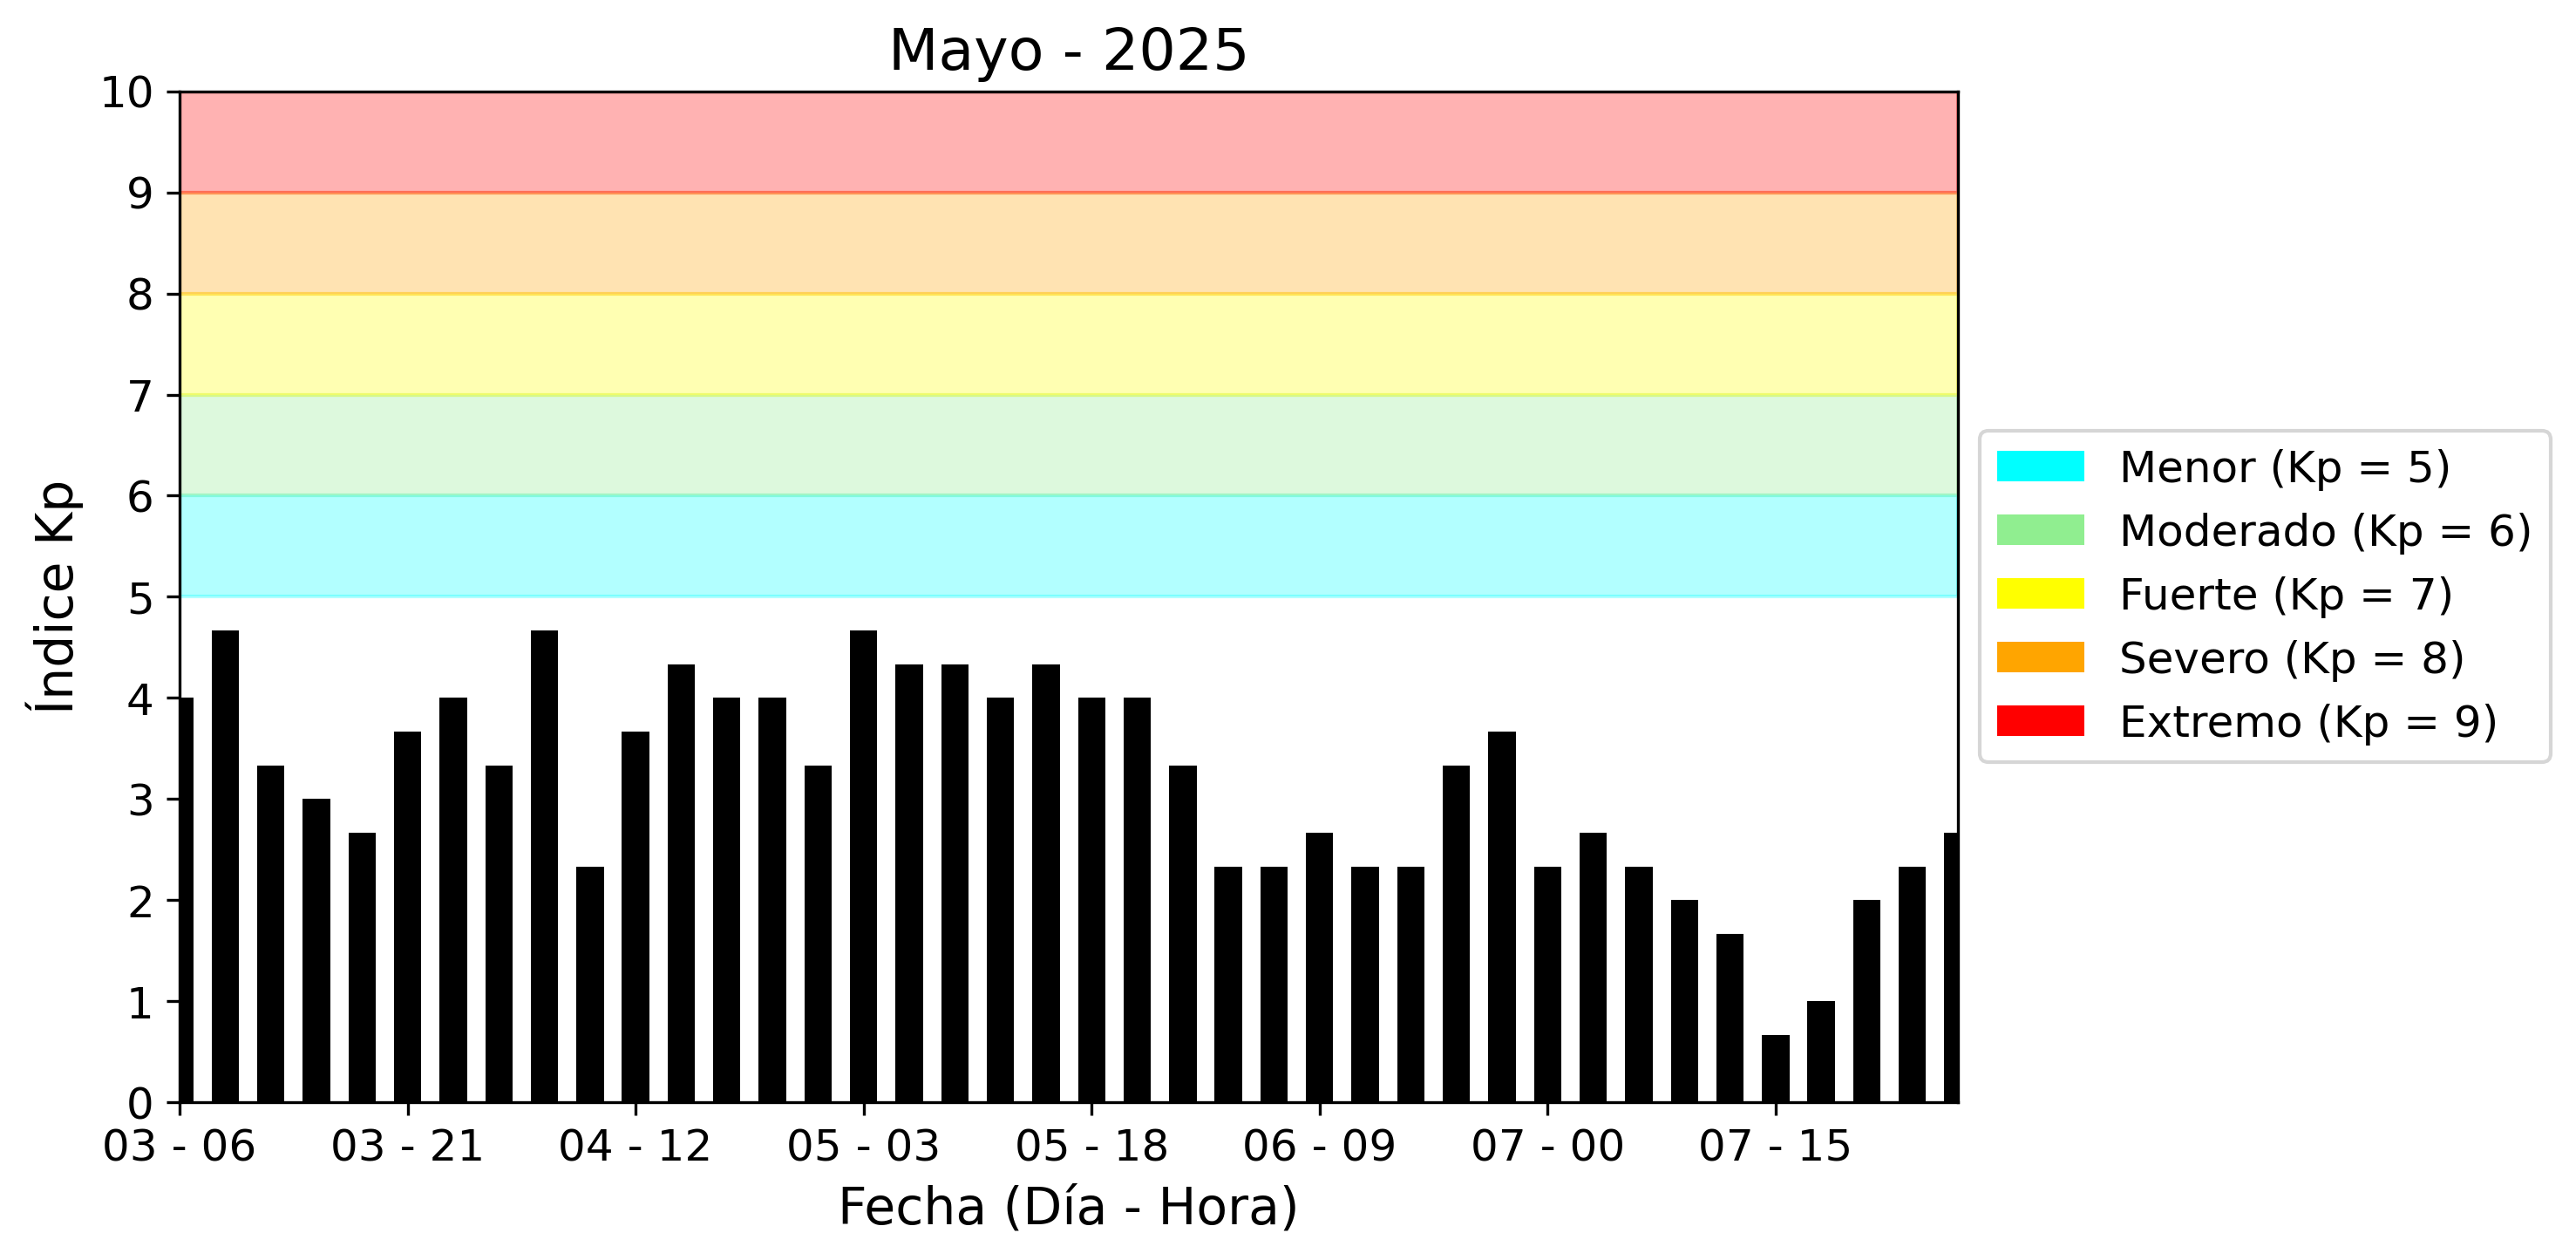 Mayo - 2025
10
9
8
7
6
5
4
3
2
1
0
Índice Kp
03 - 06
03 - 21
04 - 12
05 - 03
05 - 18
06 - 09
07 - 00
07 - 15
Fecha (Día - Hora)
Menor (Kp = 5)
Moderado (Kp = 6)
Fuerte (Kp = 7)
Severo (Kp = 8)
Extremo (Kp = 9)